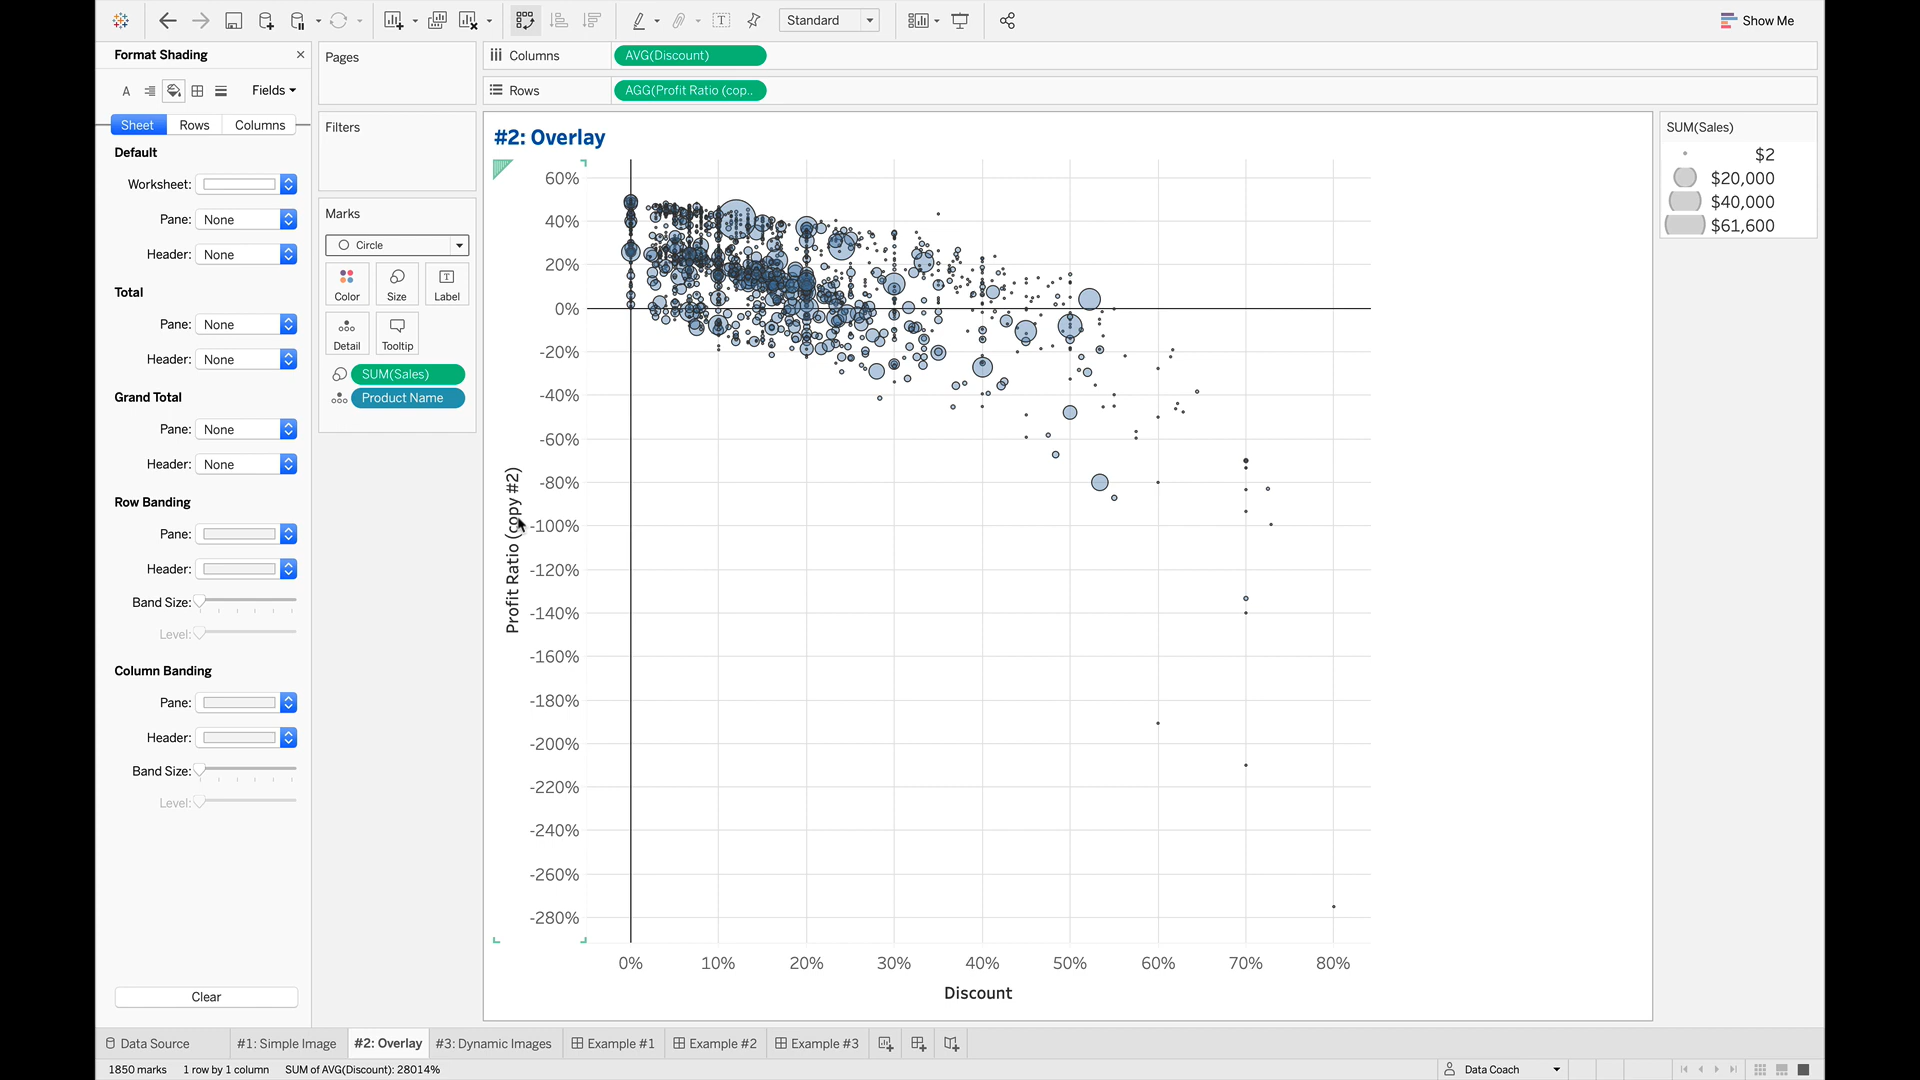 Standard
Show Me
Format Shading
Fields
Sheet
Rows
Columns
Default
Worksheet:
Pane: None
Header: None
Total
Pane: None
Header: None
Grand Total
Pane: None
Header: None
Row Banding
Pane:
Header:
Band Size:
Level:
Column Banding
Pane:
Header:
Band Size:
Level:
Clear
Pages
Filters
Marks
Circle
Color
Size
Label
Detail
Tooltip
SUM(Sales)
Product Name
Columns
AVG(Discount)
Rows
AGG(Profit Ratio (cop..
#2: Overlay
60%
40%
20%
0%
-20%
-40%
-60%
-80%
-100%
-120%
-140%
-160%
-180%
-200%
-220%
-240%
-260%
-280%
Profit Ratio (copy #2)
0% 10% 20% 30% 40% 50% 60% 70% 80%
Discount
SUM(Sales)
$2
$20,000
$40,000
$61,600
Data Source
#1: Simple Image
#2: Overlay
#3: Dynamic Images
Example #1
Example #2
Example #3
1850 marks
1 row by 1 column
SUM of AVG(Discount): 28014%
Data Coach